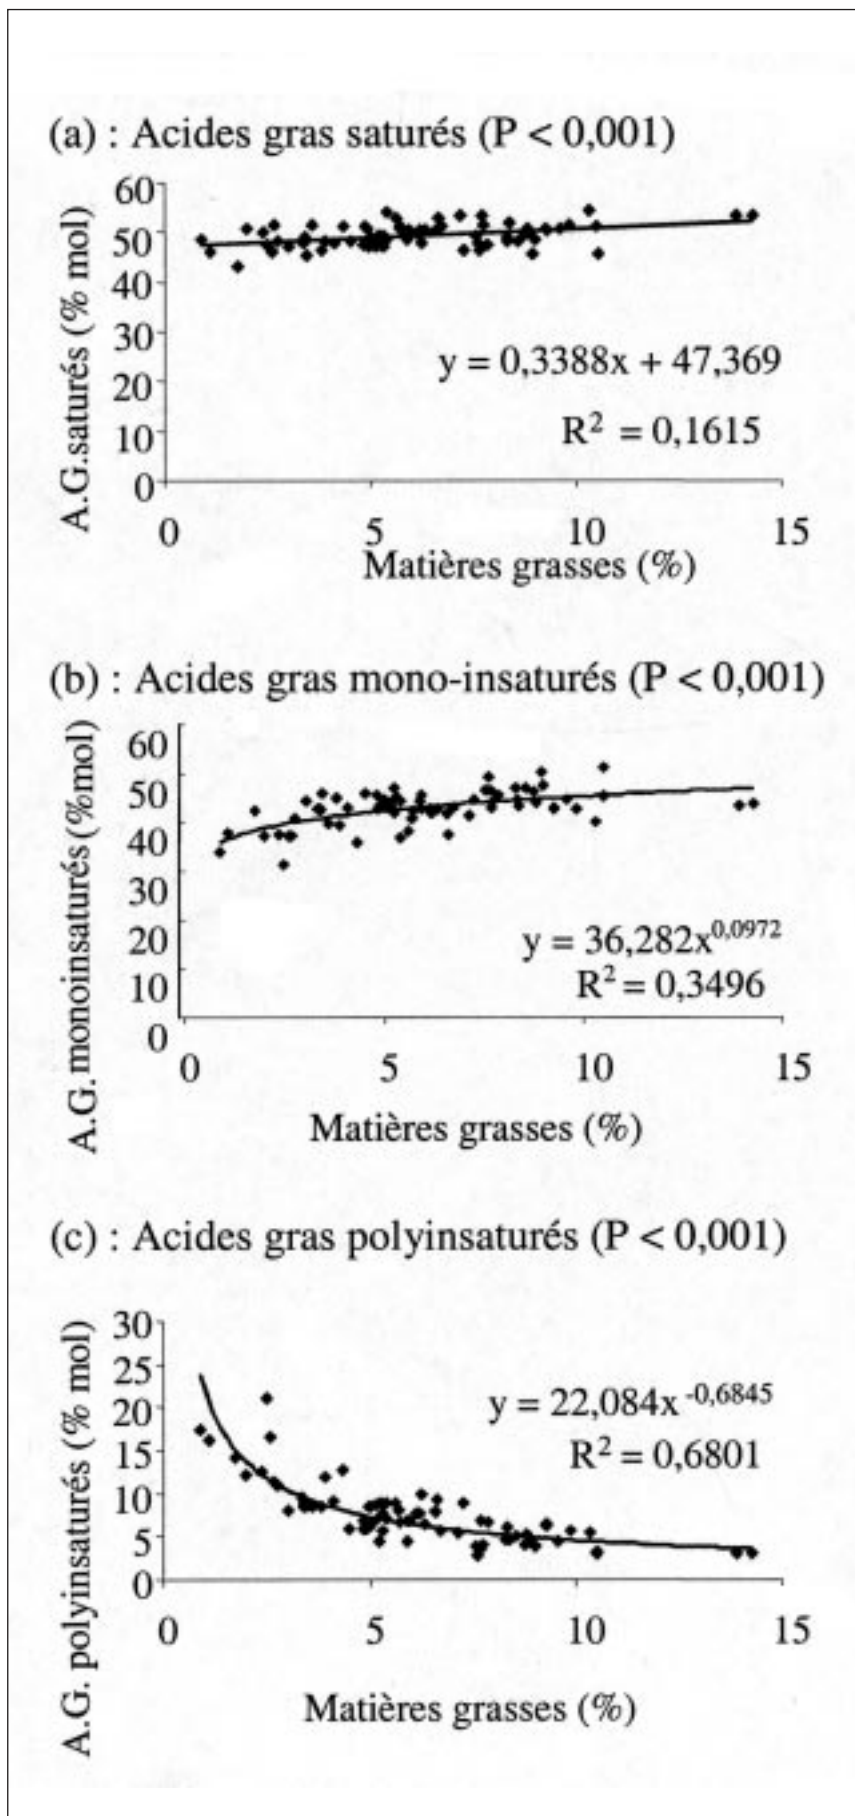 (a) : Acides gras saturés (P < 0,001)
A.G.saturés (% mol)
60
50
40
30
20
10
0
y = 0,3388x + 47,369
R² = 0,1615
0 5 10 15
Matières grasses (%)
(b) : Acides gras mono-insaturés (P < 0,001)
A.G. monoinsaturés (%mol)
60
50
40
30
20
10
0
y = 36,282x^0,0972
R² = 0,3496
0 5 10 15
Matières grasses (%)
(c) : Acides gras polyinsaturés (P < 0,001)
A.G. polyinsaturés (% mol)
30
25
20
15
10
5
0
y = 22,084x^-0,6845
R² = 0,6801
0 5 10 15
Matières grasses (%)